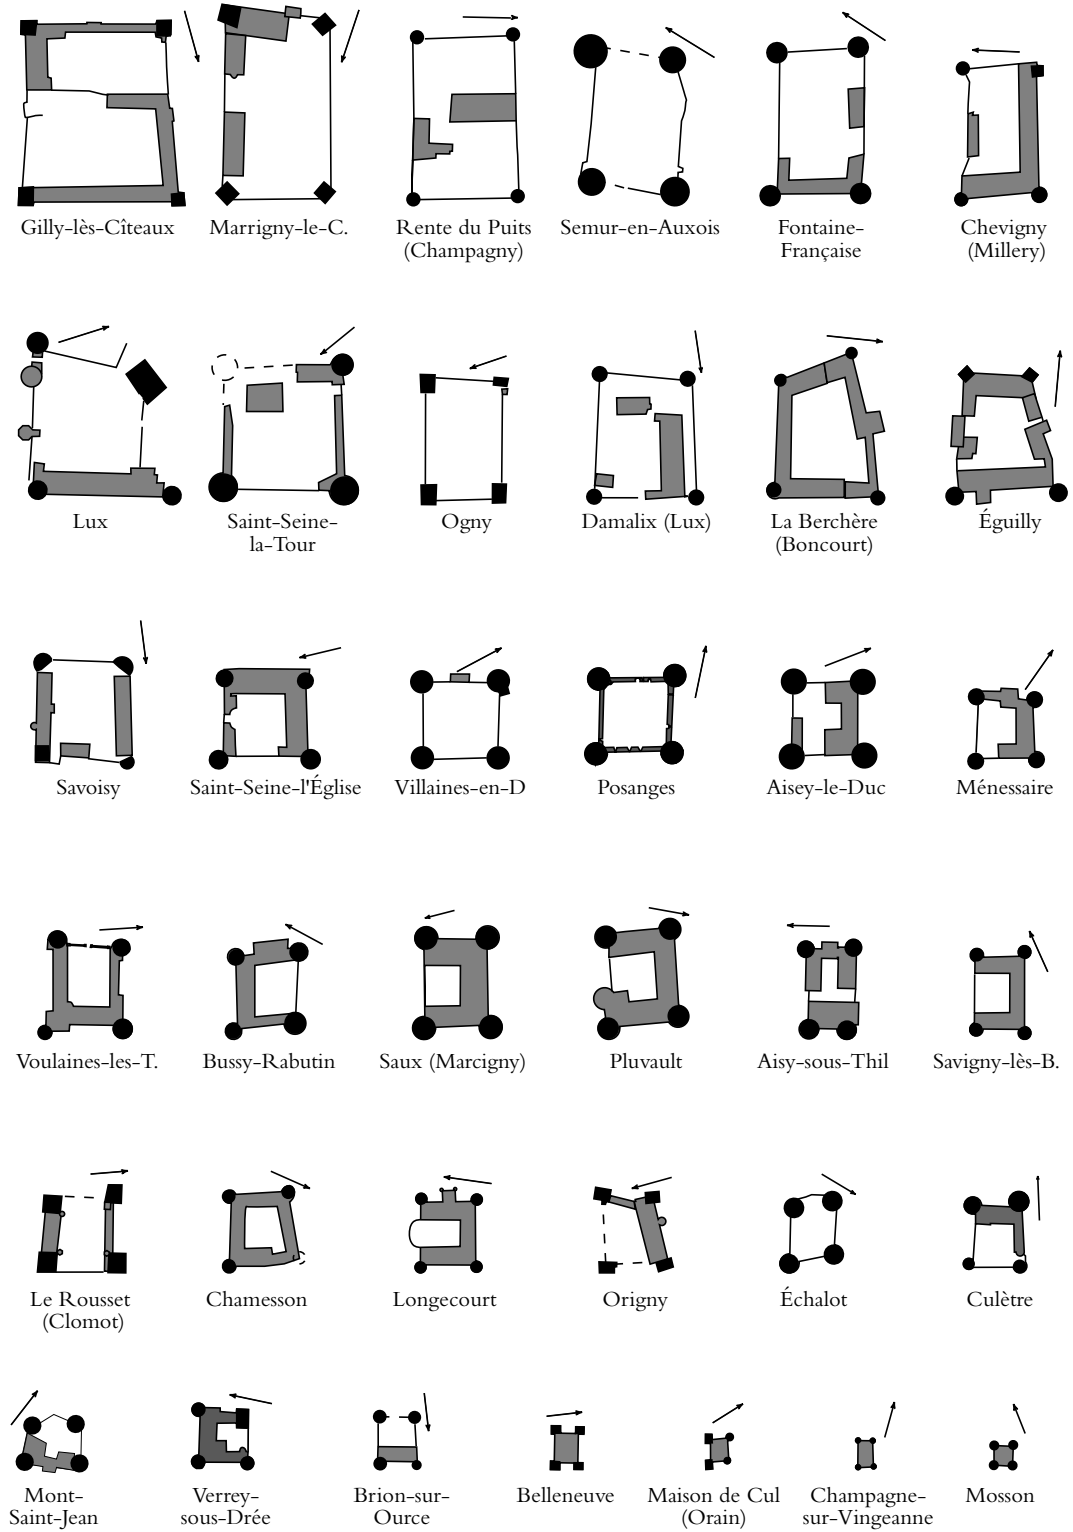 Gilly-lès-Cîteaux
Marrigny-le-C.
Rente du Puits
(Champagny)
Semur-en-Auxois
Fontaine-
Française
Chevigny
(Millery)
Lux
Saint-Seine-
la-Tour
Ogny
Damalix (Lux)
La Berchère
(Boncourt)
Éguilly
Savoisy
Saint-Seine-l'Église
Villaines-en-D
Posanges
Aisey-le-Duc
Ménessaire
Voulaines-les-T.
Bussy-Rabutin
Saux (Marcigny)
Pluvault
Aisy-sous-Thil
Savigny-lès-B.
Le Rousset
(Clomot)
Chamesson
Longecourt
Origny
Échalot
Culètre
Mont-
Saint-Jean
Verrey-
sous-Drée
Brion-sur-
Ource
Belleneuve
Maison de Cul
(Orain)
Champagne-
sur-Vingeanne
Mosson